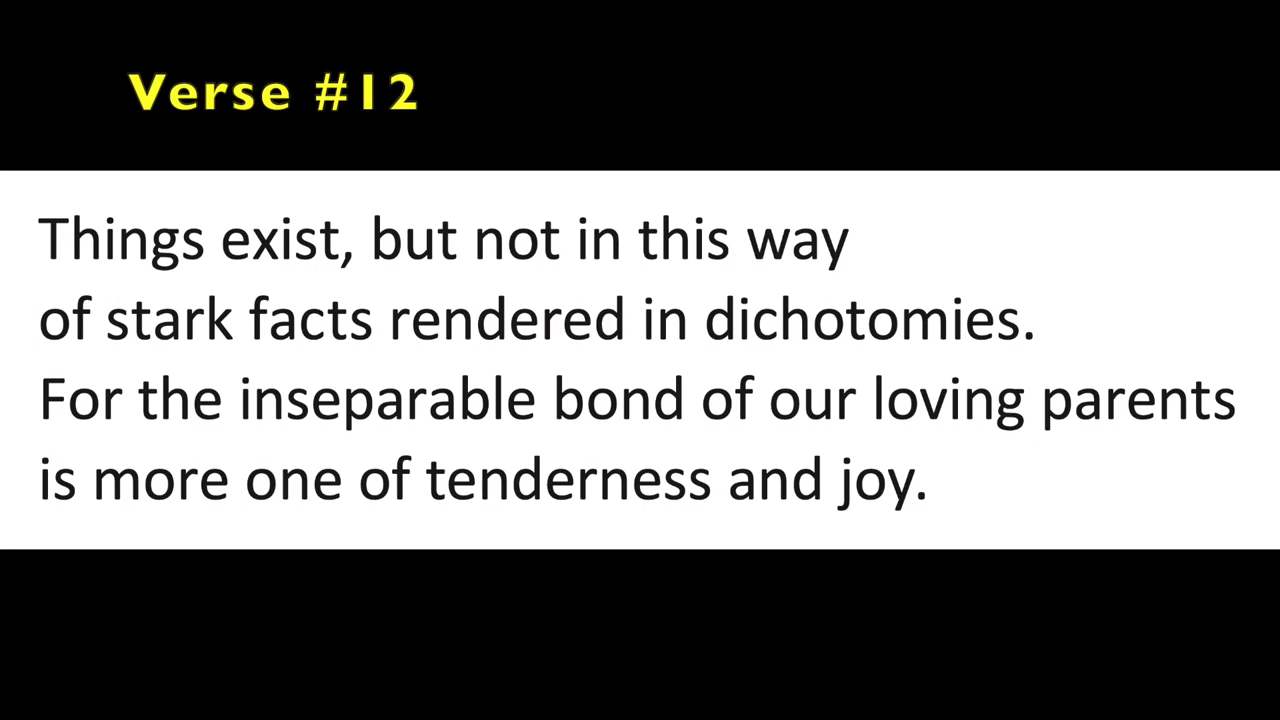 Verse #12
Things exist, but not in this way
of stark facts rendered in dichotomies.
For the inseparable bond of our loving parents
is more one of tenderness and joy.